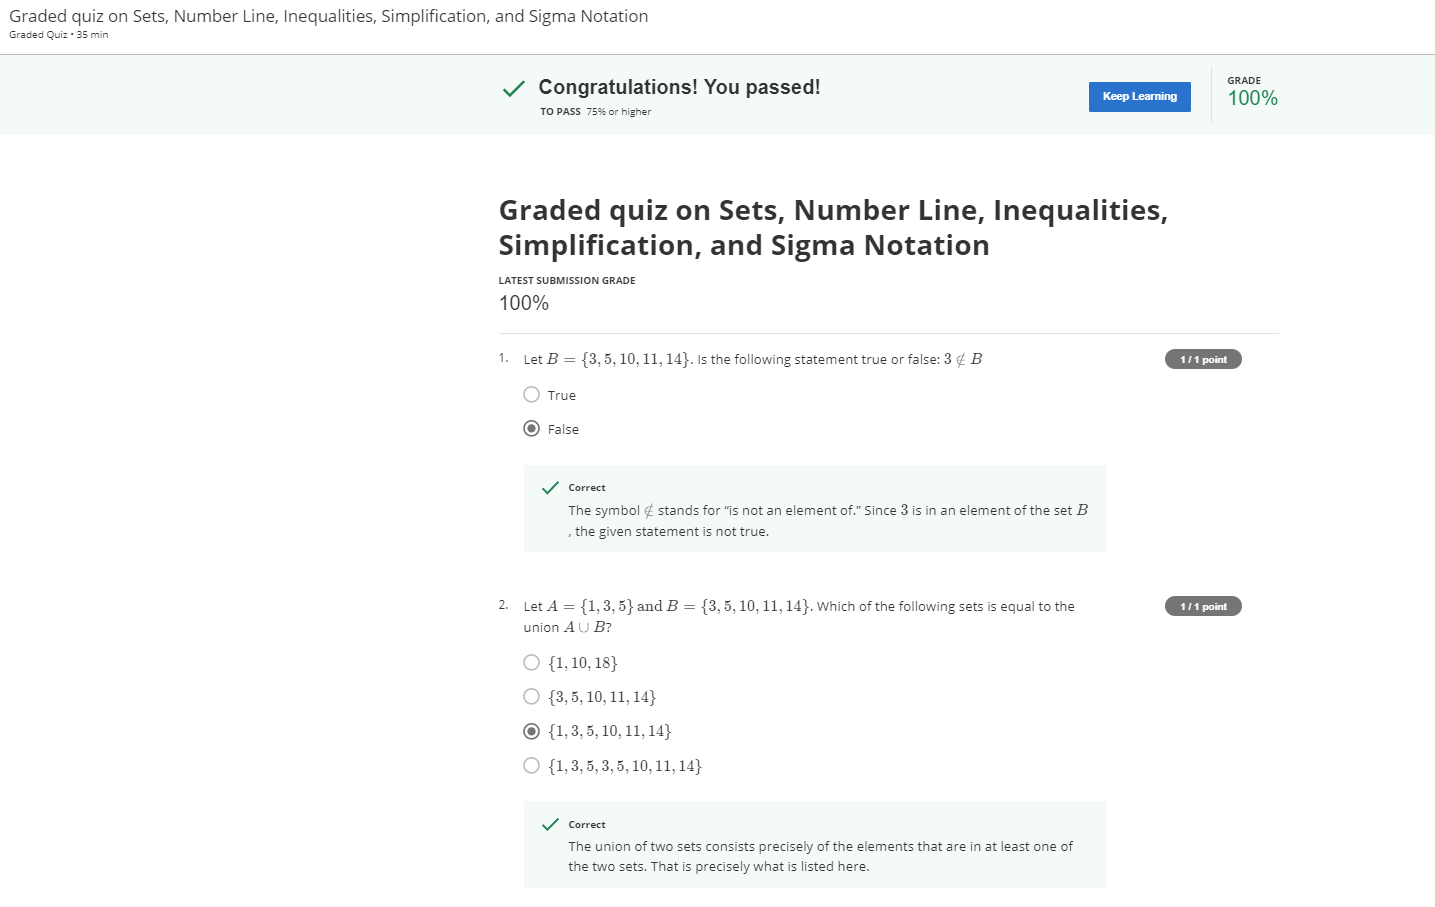 Graded quiz on Sets, Number Line, Inequalities, Simplification, and Sigma Notation
Graded Quiz • 35 min
Congratulations! You passed!
TO PASS 75% or higher
Keep Learning
GRADE
100%
Graded quiz on Sets, Number Line, Inequalities,
Simplification, and Sigma Notation
LATEST SUBMISSION GRADE
100%
1. Let B = {3, 5, 10, 11, 14}. Is the following statement true or false: 3 ∉ B
1 / 1 point
True
False
Correct
The symbol ∉ stands for “is not an element of.” Since 3 is in an element of the set B
, the given statement is not true.
2. Let A = {1, 3, 5} and B = {3, 5, 10, 11, 14}. Which of the following sets is equal to the
union A ∪ B?
1 / 1 point
{1, 10, 18}
{3, 5, 10, 11, 14}
{1, 3, 5, 10, 11, 14}
{1, 3, 5, 3, 5, 10, 11, 14}
Correct
The union of two sets consists precisely of the elements that are in at least one of
the two sets. That is precisely what is listed here.